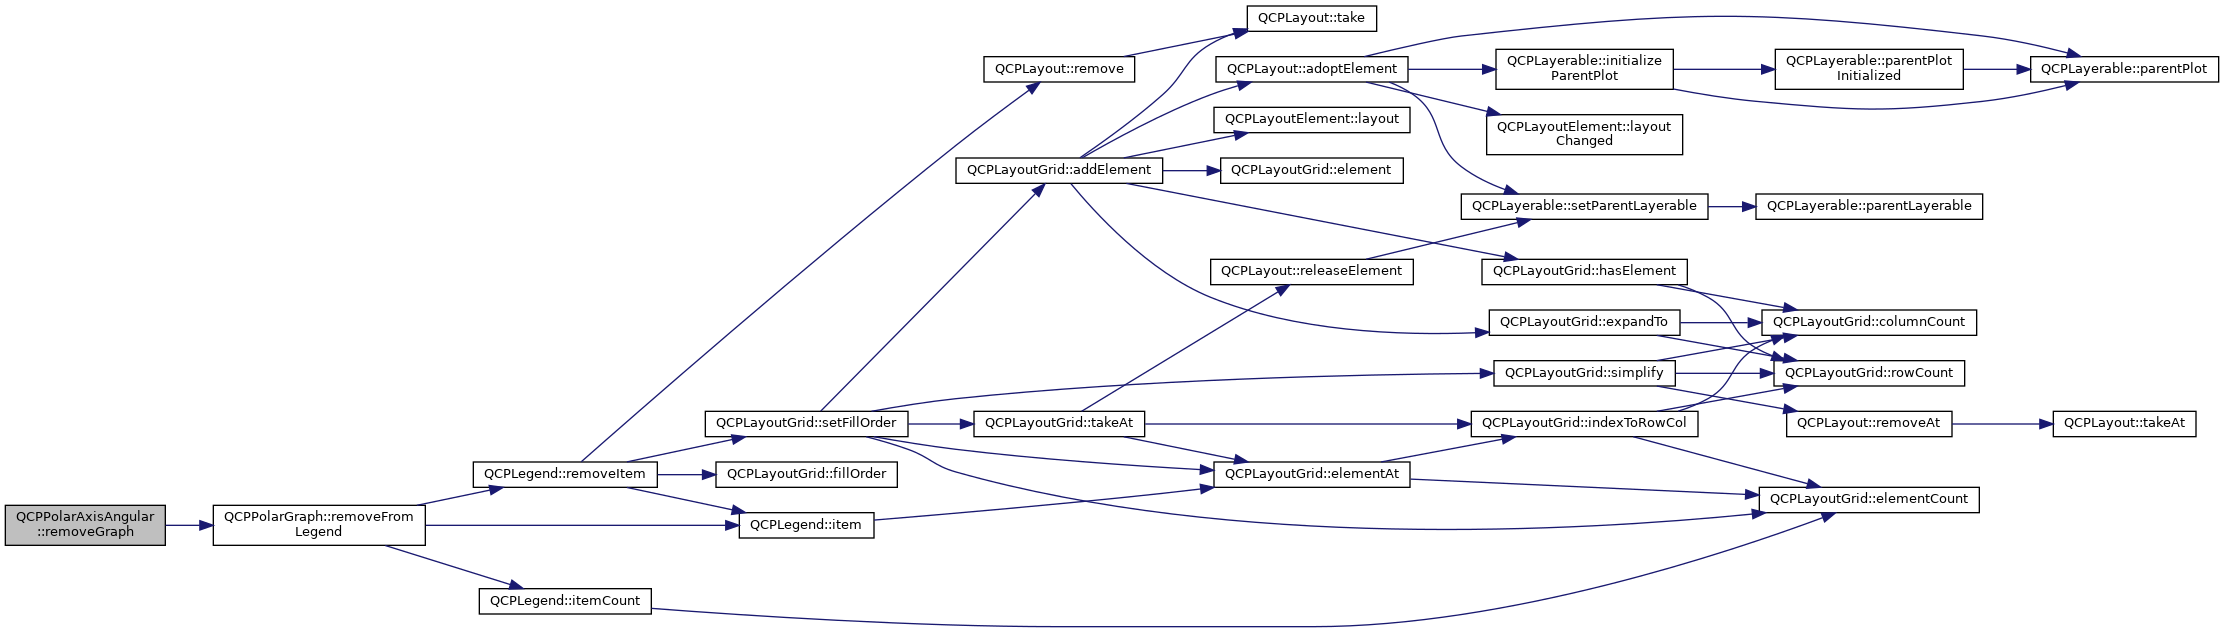 QCPPolarAxisAngular
::removeGraph
QCPPolarGraph::removeFrom
Legend
QCPLegend::removeItem
QCPLegend::itemCount
QCPLayoutGrid::setFillOrder
QCPLayoutGrid::fillOrder
QCPLegend::item
QCPLayout::remove
QCPLayoutGrid::addElement
QCPLayoutGrid::takeAt
QCPLayout::take
QCPLayout::adoptElement
QCPLayoutElement::layout
QCPLayoutGrid::element
QCPLayout::releaseElement
QCPLayoutGrid::elementAt
QCPLayerable::initialize
ParentPlot
QCPLayoutElement::layout
Changed
QCPLayerable::setParentLayerable
QCPLayoutGrid::hasElement
QCPLayoutGrid::expandTo
QCPLayoutGrid::simplify
QCPLayoutGrid::indexToRowCol
QCPLayerable::parentPlot
Initialized
QCPLayerable::parentLayerable
QCPLayoutGrid::columnCount
QCPLayoutGrid::rowCount
QCPLayout::removeAt
QCPLayoutGrid::elementCount
QCPLayerable::parentPlot
QCPLayout::takeAt